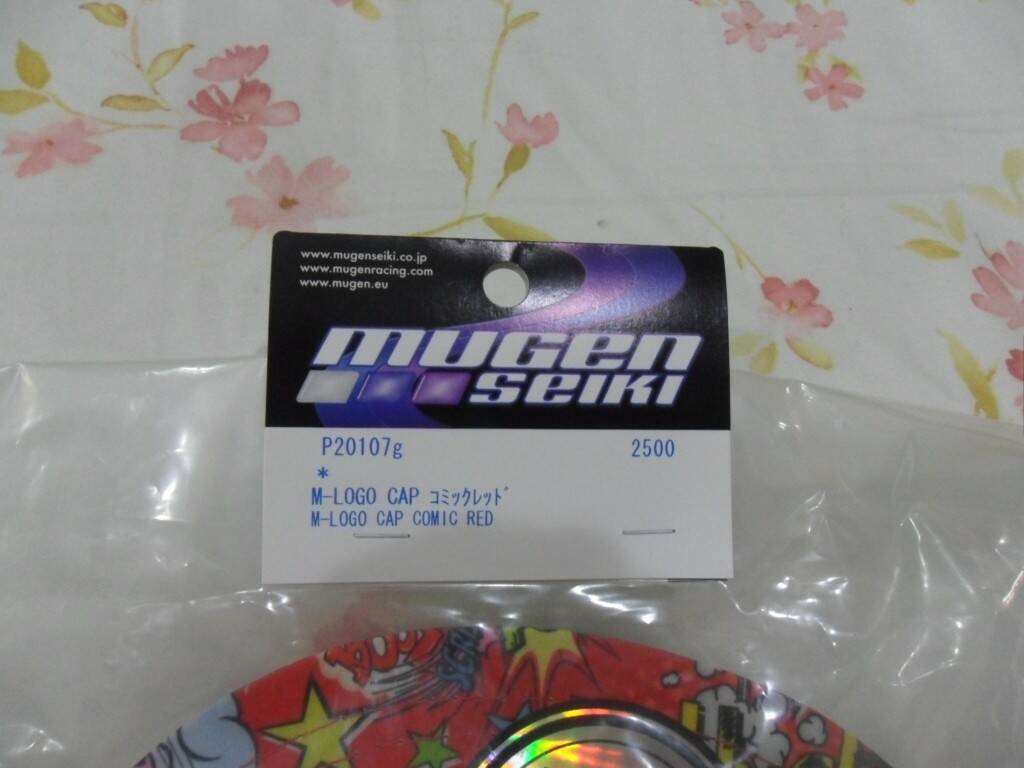 www.mugenseiki.co.jp
www.mugenracing.com
www.mugen.eu
mugen
seiki
P20107g 2500
*
M-LOGO CAP コミックレッド
M-LOGO CAP COMIC RED